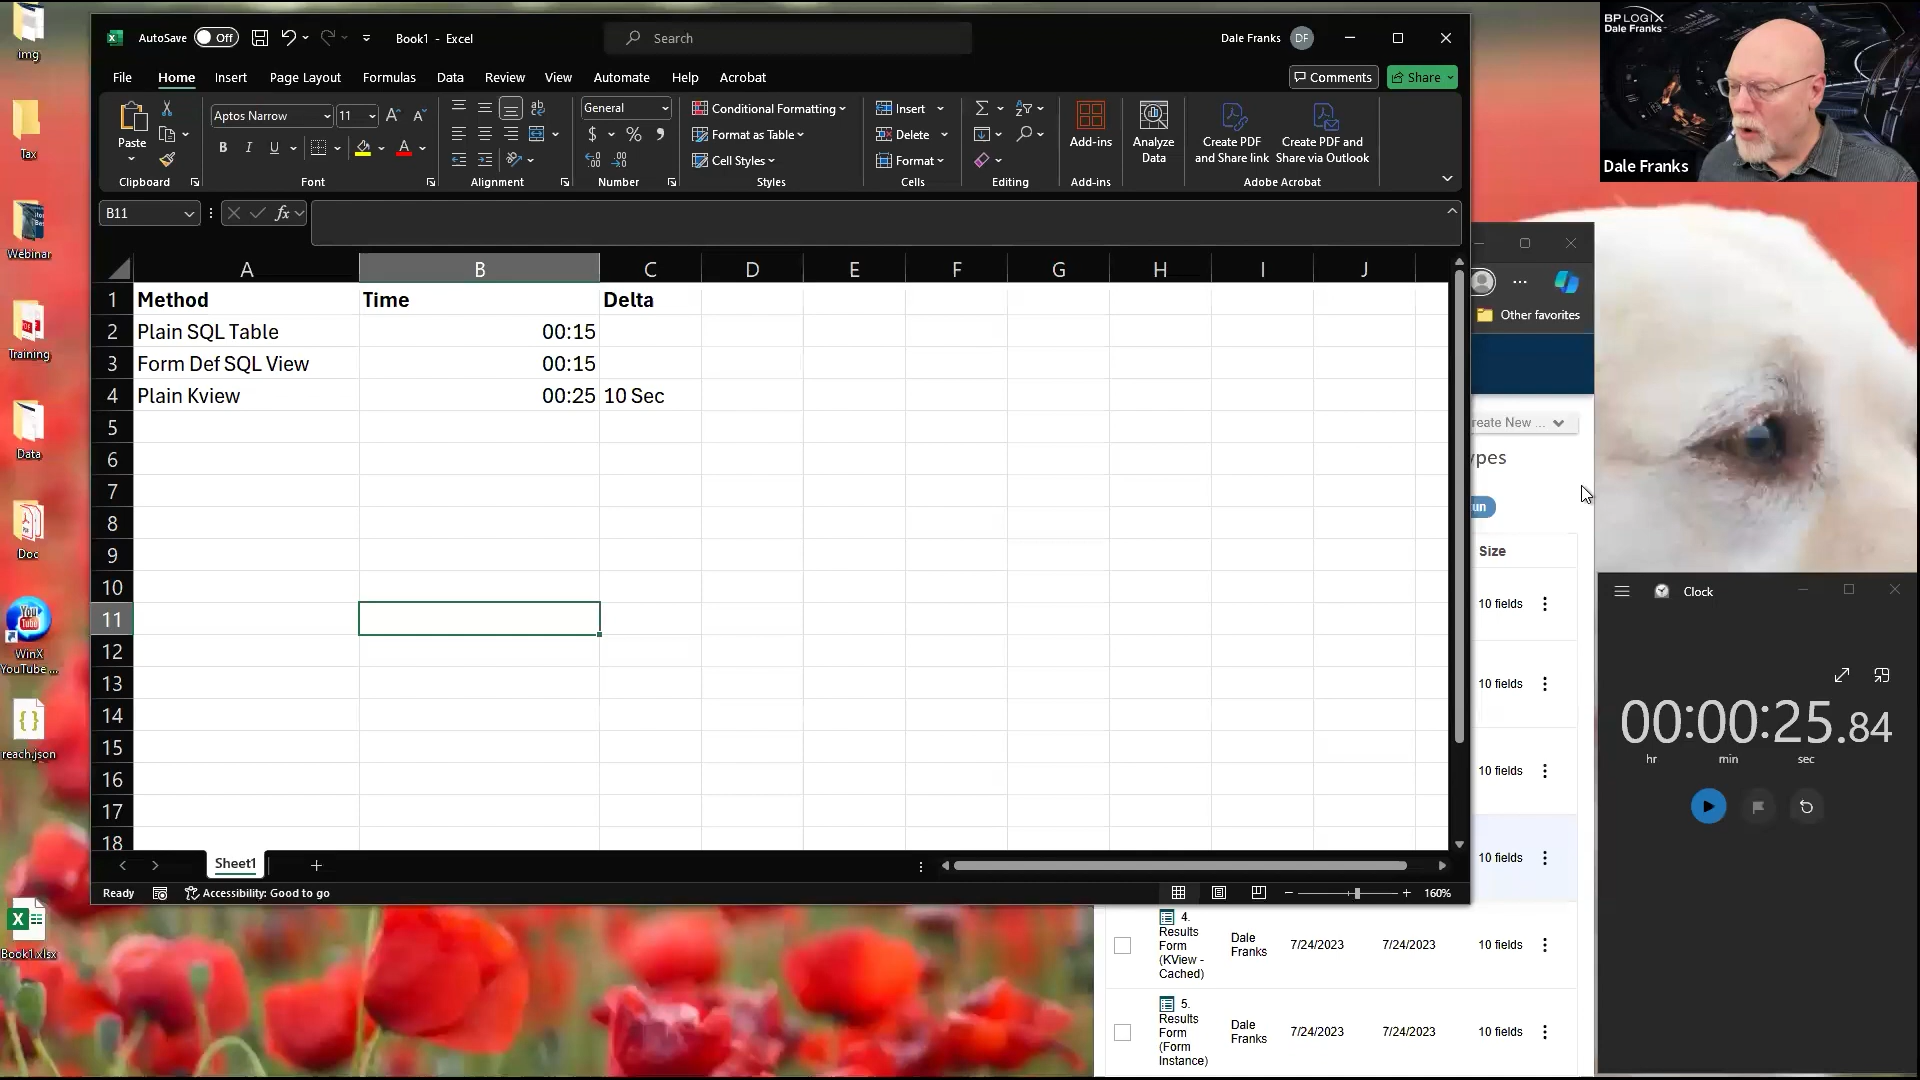 img
Tax
Webinar
Training
Data
Doc
WinX
YouTube ...
reach.json
Book1.xlsx
AutoSave Off Book1 - Excel Search Dale Franks DF
File Home Insert Page Layout Formulas Data Review View Automate Help Acrobat Comments Share
Paste
Clipboard
Aptos Narrow 11
B I U
Font
ab
Alignment
General
$ % 9
Number
Conditional Formatting
Format as Table
Cell Styles
Styles
Insert
Delete
Format
Cells
Editing
Add-ins
Add-ins
Analyze
Data
Create PDF
and Share link
Create PDF and
Share via Outlook
Adobe Acrobat
B11 fx
A B C D E F G H I J
1 Method Time Delta
2 Plain SQL Table 00:15
3 Form Def SQL View 00:15
4 Plain Kview 00:25 10 Sec
5
6
7
8
9
10
11
12
13
14
15
16
17
18
Sheet1
Ready Accessibility: Good to go 160%
BP LOGIX
Dale Franks
Dale Franks
Other favorites
reate New ...
ypes
un
Size
10 fields
10 fields
10 fields
10 fields
4.
Results
Form
(KView -
Cached)
Dale
Franks
7/24/2023 7/24/2023 10 fields
5.
Results
Form
(Form
Instance)
Dale
Franks
7/24/2023 7/24/2023 10 fields
Clock
00:00:25.84
hr min sec